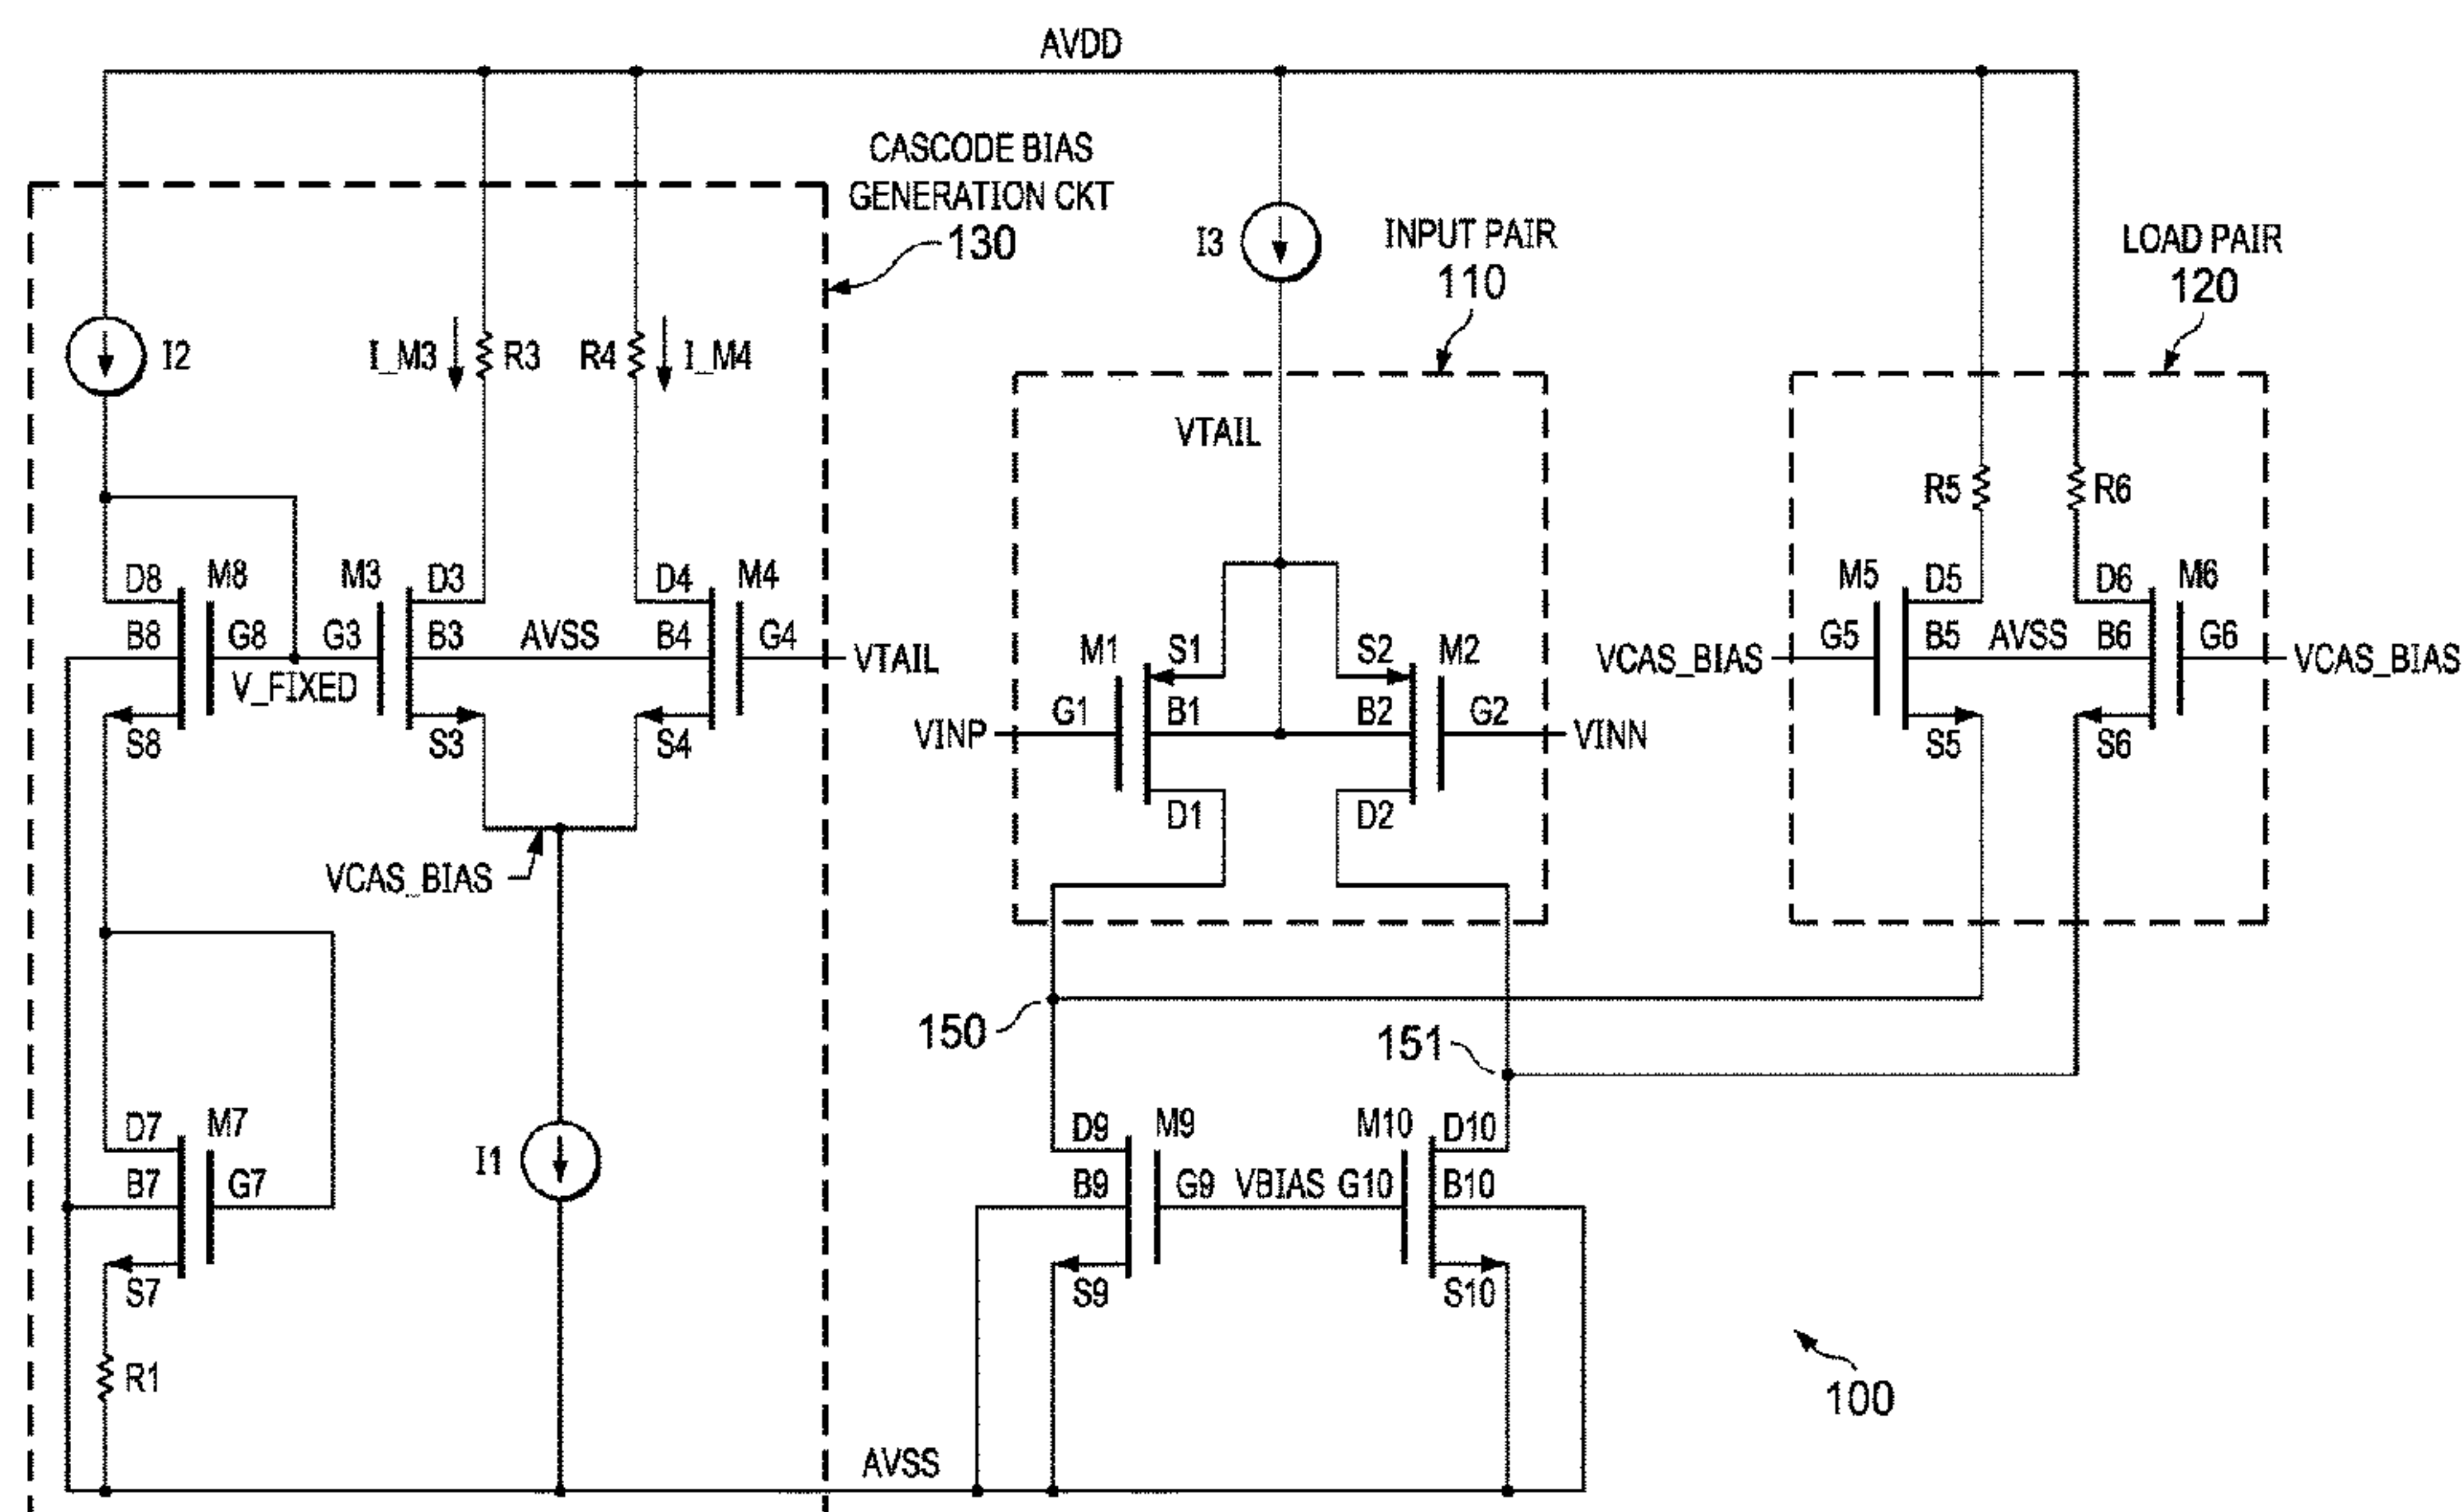 AVDD
CASCODE BIAS
GENERATION CKT
130
I3
INPUT PAIR
110
LOAD PAIR
120
I2
I_M3
R3
R4
I_M4
VTAIL
R5
R6
D8
M8
M3
D3
D4
M4
M5
D5
D6
M6
B8
G8
G3
B3
AVSS
B4
G4
VTAIL
V_FIXED
M1
S1
S2
M2
VCAS_BIAS
G5
B5
AVSS
B6
G6
VCAS_BIAS
S8
S3
S4
VINP
G1
B1
B2
G2
VINN
S5
S6
D1
D2
VCAS_BIAS
150
151
D7
M7
I1
D9
M9
M10
D10
B7
G7
B9
G9
VBIAS
G10
B10
S7
S9
S10
R1
100
AVSS